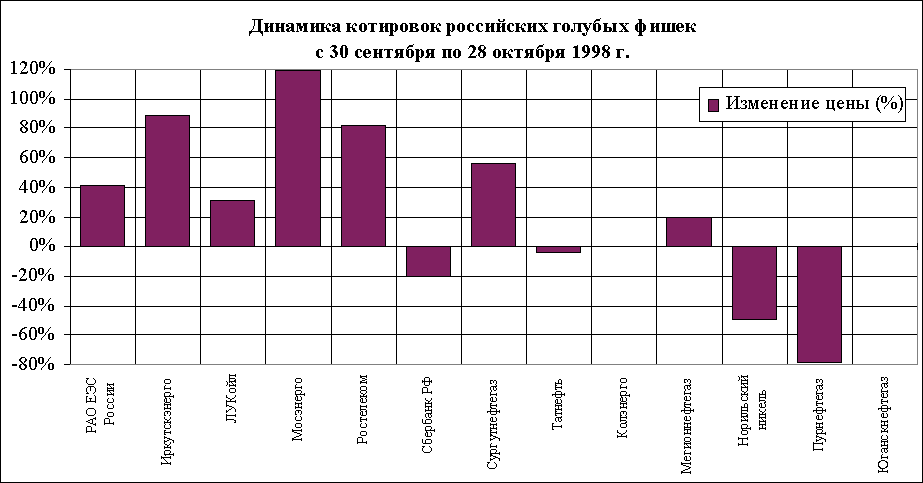 Динамика котировок российских голубых фишек
с 30 сентября по 28 октября 1998 г.
Изменение цены (%)
120%
100%
80%
60%
40%
20%
0%
-20%
-40%
-60%
-80%
РАО ЕЭС
России
Иркутскэнерго
ЛУКойл
Мосэнерго
Ростелеком
Сбербанк РФ
Сургутнефтегаз
Татнефть
Колэнерго
Мегионнефтегаз
Норильский
никель
Пурнефтегаз
Юганскнефтегаз